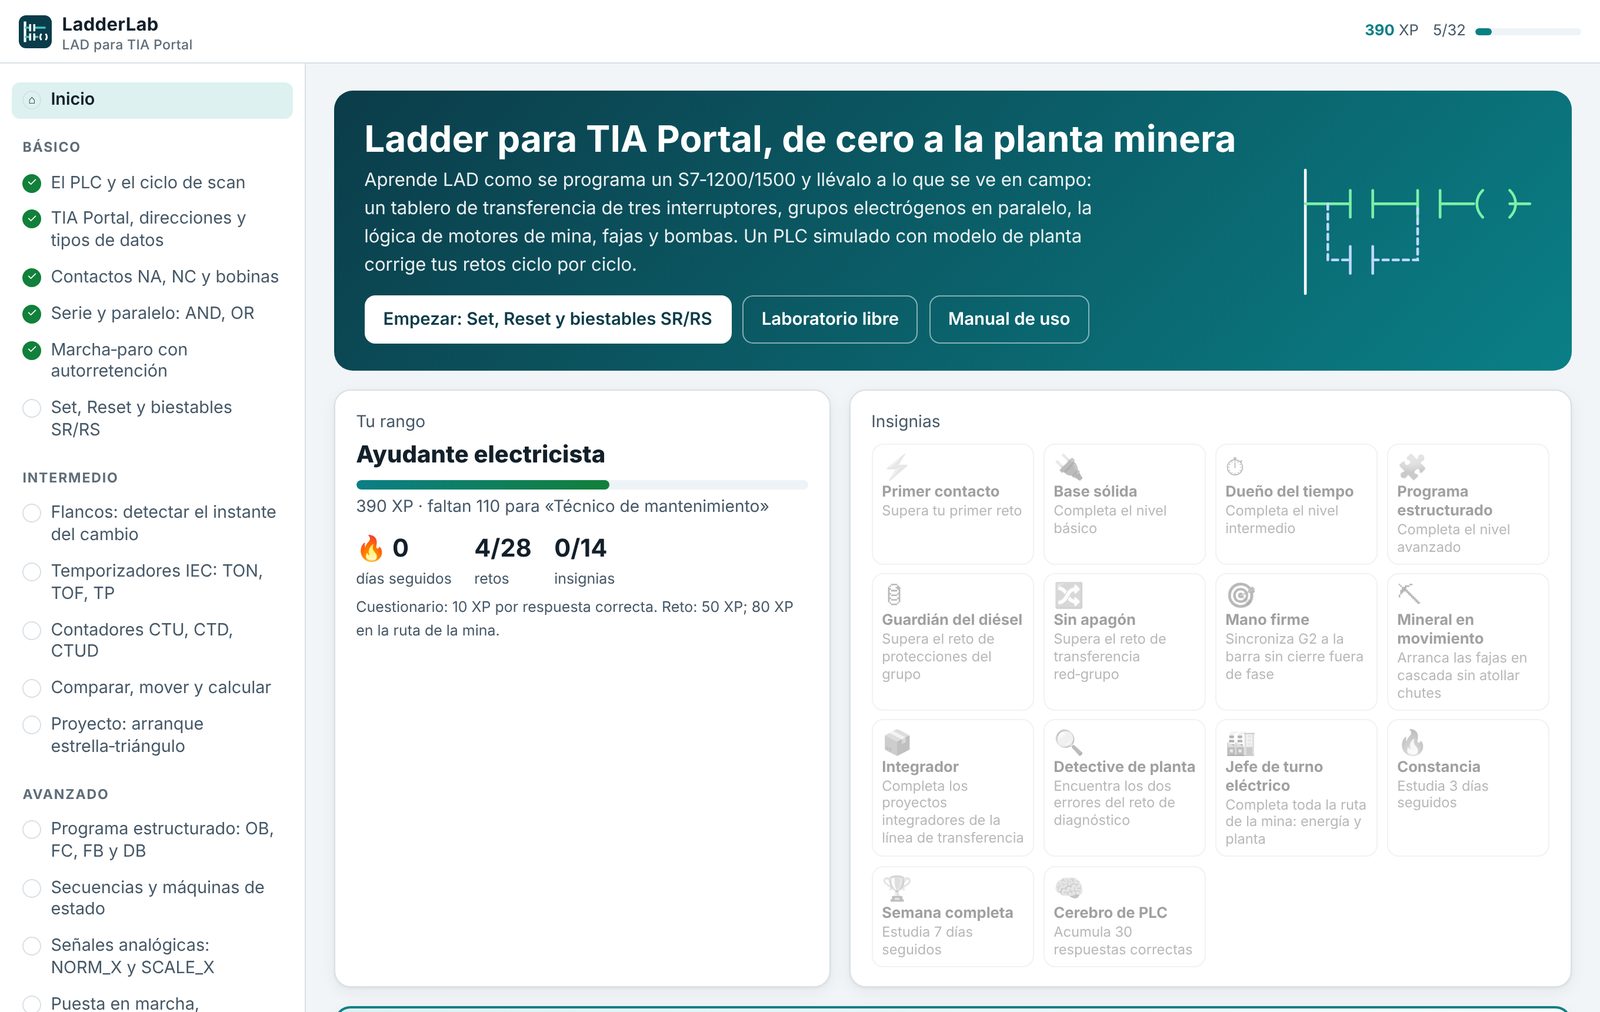 LadderLab
LAD para TIA Portal
390 XP 5/32
Inicio
BÁSICO
El PLC y el ciclo de scan
TIA Portal, direcciones y
tipos de datos
Contactos NA, NC y bobinas
Serie y paralelo: AND, OR
Marcha-paro con
autorretención
Set, Reset y biestables
SR/RS
INTERMEDIO
Flancos: detectar el instante
del cambio
Temporizadores IEC: TON,
TOF, TP
Contadores CTU, CTD,
CTUD
Comparar, mover y calcular
Proyecto: arranque
estrella-triángulo
AVANZADO
Programa estructurado: OB,
FC, FB y DB
Secuencias y máquinas de
estado
Señales analógicas:
NORM_X y SCALE_X
Puesta en marcha,
Ladder para TIA Portal, de cero a la planta minera
Aprende LAD como se programa un S7-1200/1500 y llévalo a lo que se ve en campo:
un tablero de transferencia de tres interruptores, grupos electrógenos en paralelo, la
lógica de motores de mina, fajas y bombas. Un PLC simulado con modelo de planta
corrige tus retos ciclo por ciclo.
Empezar: Set, Reset y biestables SR/RS
Laboratorio libre
Manual de uso
Tu rango
Ayudante electricista
390 XP · faltan 110 para «Técnico de mantenimiento»
0 4/28 0/14
días seguidos retos insignias
Cuestionario: 10 XP por respuesta correcta. Reto: 50 XP; 80 XP
en la ruta de la mina.
Insignias
Primer contacto
Supera tu primer reto
Base sólida
Completa el nivel
básico
Dueño del tiempo
Completa el nivel
intermedio
Programa
estructurado
Completa el nivel
avanzado
Guardián del diésel
Supera el reto de
protecciones del
grupo
Sin apagón
Supera el reto de
transferencia
red-grupo
Mano firme
Sincroniza G2 a la
barra sin cierre fuera
de fase
Mineral en
movimiento
Arranca las fajas en
cascada sin atollar
chutes
Integrador
Completa los
proyectos
integradores de la
línea de transferencia
Detective de planta
Encuentra los dos
errores del reto de
diagnóstico
Jefe de turno
eléctrico
Completa toda la ruta
de la mina: energía y
planta
Constancia
Estudia 3 días
seguidos
Semana completa
Estudia 7 días
seguidos
Cerebro de PLC
Acumula 30
respuestas correctas